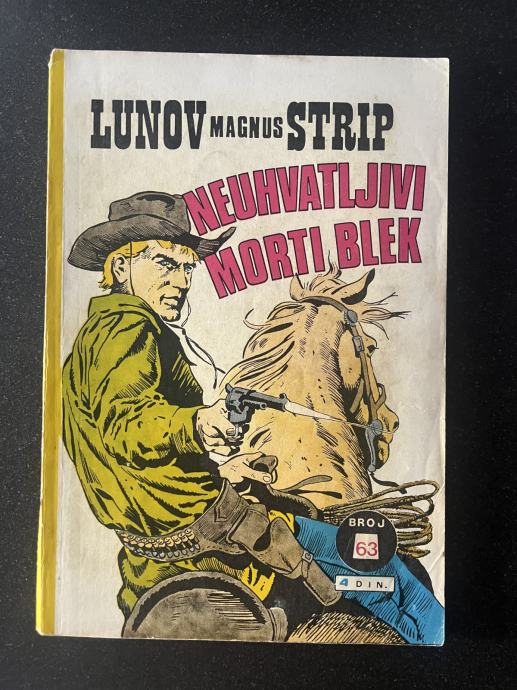 LUNOV MAGNUS STRIP
NEUHVATLJIVI
MORTI BLEK
BROJ
63
4 DIN.